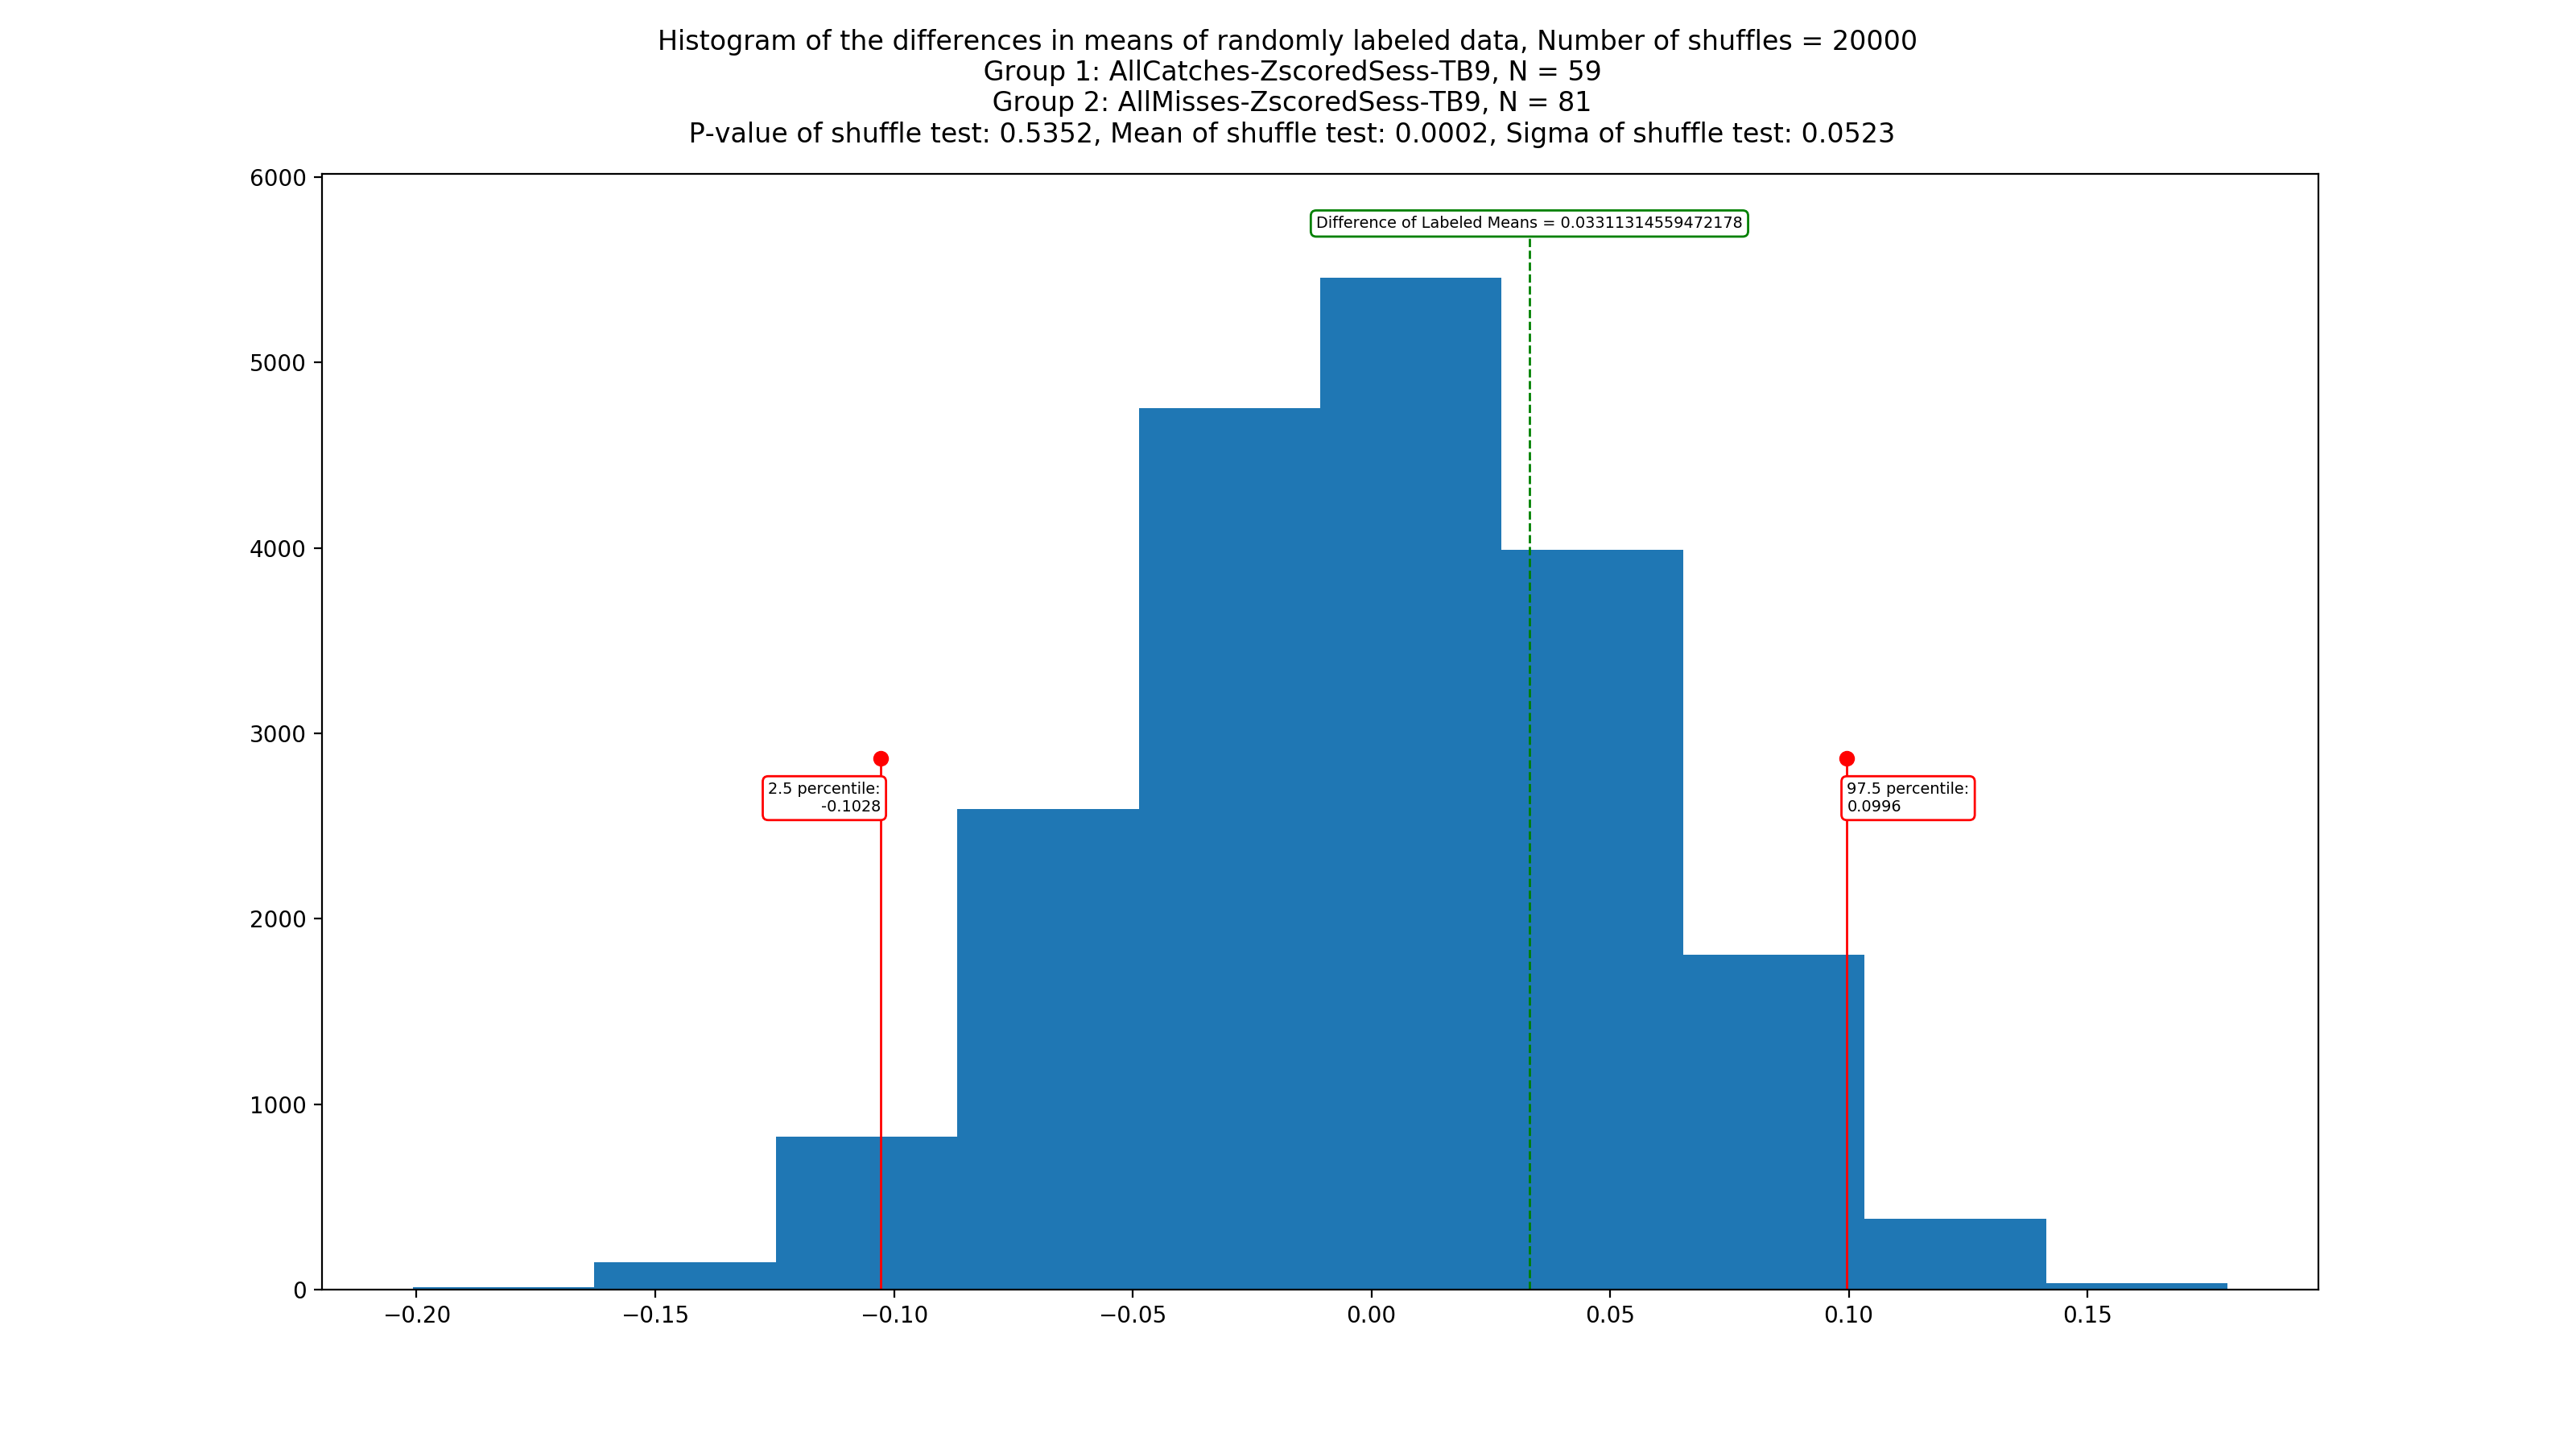 Histogram of the differences in means of randomly labeled data, Number of shuffles = 20000
Group 1: AllCatches-ZscoredSess-TB9, N = 59
Group 2: AllMisses-ZscoredSess-TB9, N = 81
P-value of shuffle test: 0.5352, Mean of shuffle test: 0.0002, Sigma of shuffle test: 0.0523
6000
Difference of Labeled Means = 0.03311314559472178
5000
4000
3000
2.5 percentile:
-0.1028
97.5 percentile:
0.0996
2000
1000
0
−0.20 −0.15 −0.10 −0.05 0.00 0.05 0.10 0.15